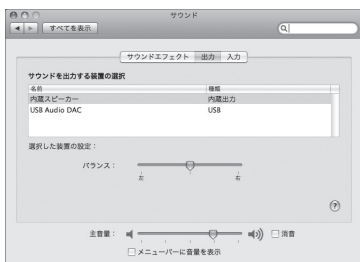 サウンド
すべてを表示
サウンドエフェクト 出力 入力
サウンドを出力する装置の選択
名前 種類
内蔵スピーカー 内蔵出力
USB Audio DAC USB
選択した装置の設定：
バランス：
左 右
?
主音量： 消音
メニューバーに音量を表示